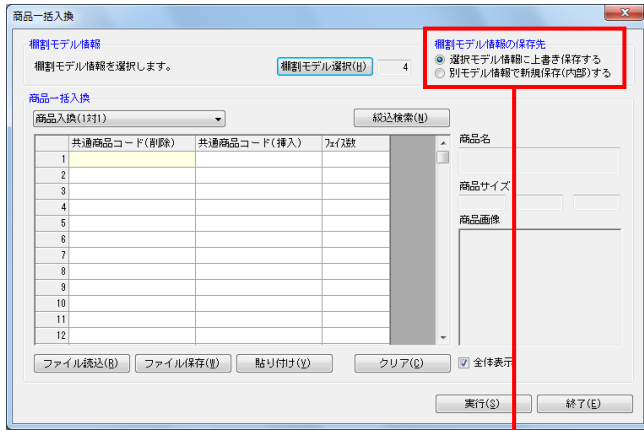 商品一括入換
棚割モデル情報
棚割モデル情報を選択します。
棚割モデル選択(H)
4
棚割モデル情報の保存先
選択モデル情報に上書き保存する
別モデル情報で新規保存(内部)する
商品一括入換
商品入換(1対1)
絞込検索(N)
共通商品コード(削除) 共通商品コード(挿入) フェイス数
1
2
3
4
5
6
7
8
9
10
11
12
商品名
商品サイズ
商品画像
ファイル読込(R) ファイル保存(W) 貼り付け(V) クリア(C)
全体表示
実行(S) 終了(E)